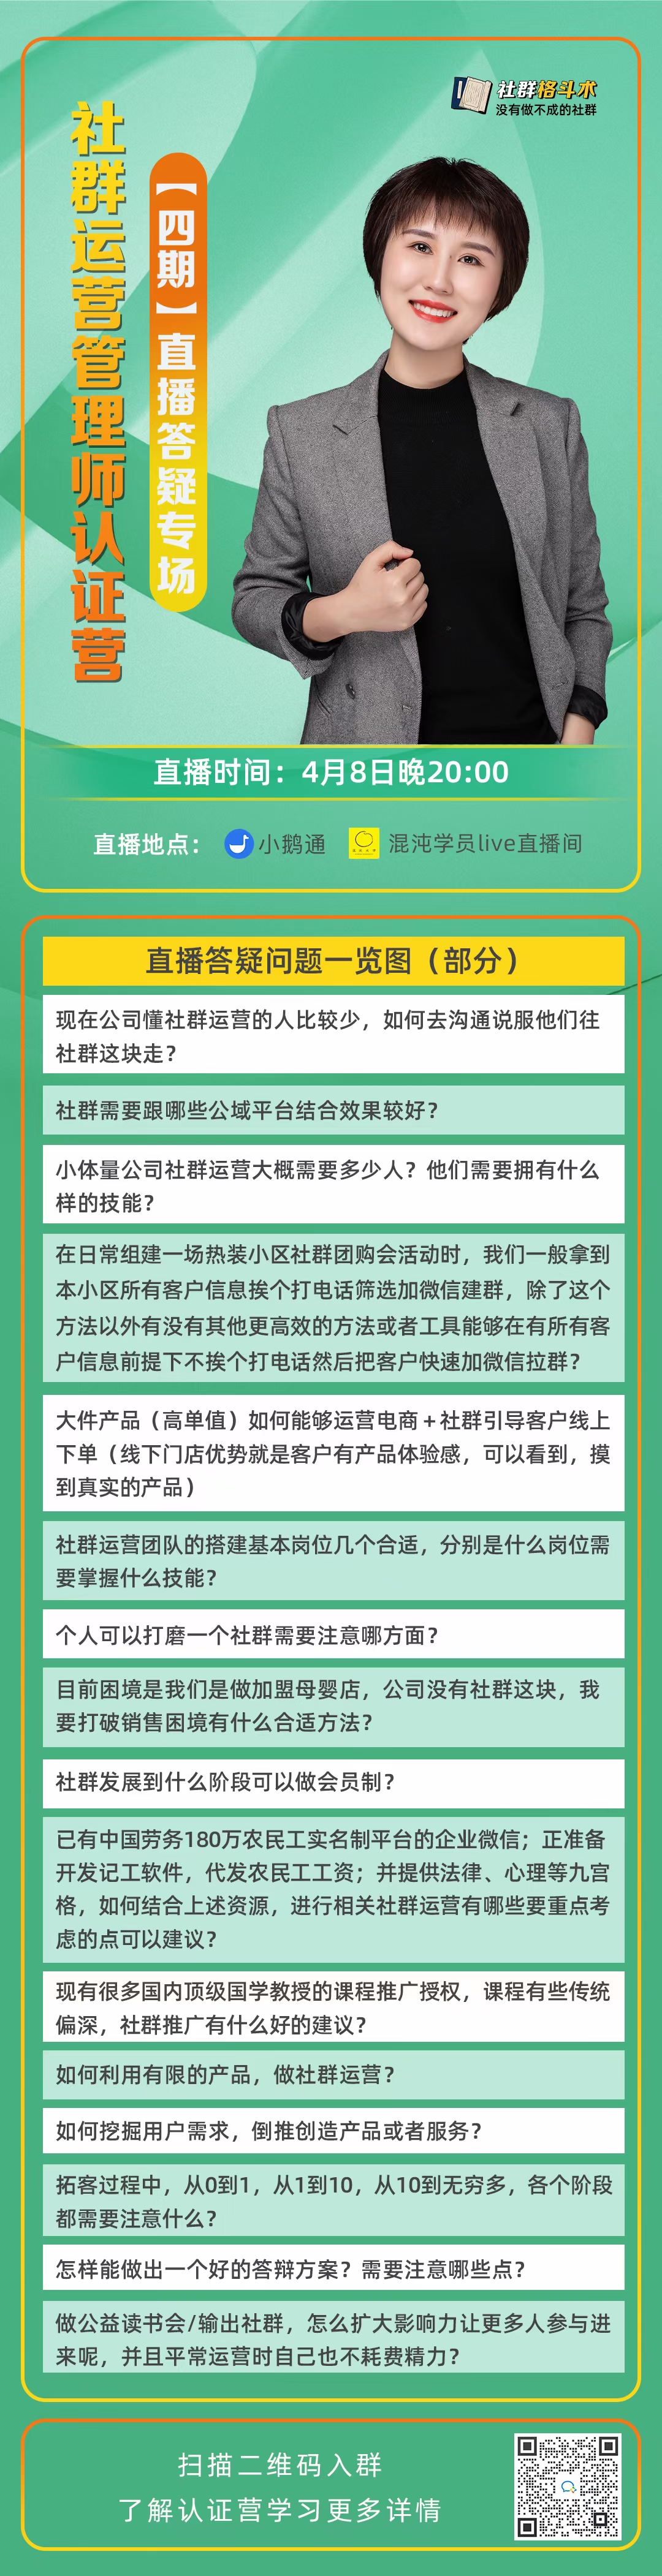 社群格斗术
没有做不成的社群
社群运营管理师认证营
【四期】直播答疑专场
直播时间：4月8日晚20:00
直播地点： 小鹅通 混沌学员live直播间
直播答疑问题一览图（部分）
现在公司懂社群运营的人比较少，如何去沟通说服他们往
社群这块走？
社群需要跟哪些公域平台结合效果较好？
小体量公司社群运营大概需要多少人？他们需要拥有什么
样的技能？
在日常组建一场热装小区社群团购会活动时，我们一般拿到
本小区所有客户信息挨个打电话筛选加微信建群，除了这个
方法以外有没有其他更高效的方法或者工具能够在有所有客
户信息前提下不挨个打电话然后把客户快速加微信拉群？
大件产品（高单值）如何能够运营电商＋社群引导客户线上
下单（线下门店优势就是客户有产品体验感，可以看到，摸
到真实的产品）
社群运营团队的搭建基本岗位几个合适，分别是什么岗位需
要掌握什么技能？
个人可以打磨一个社群需要注意哪方面？
目前困境是我们是做加盟母婴店，公司没有社群这块，我
要打破销售困境有什么合适方法？
社群发展到什么阶段可以做会员制？
已有中国劳务180万农民工实名制平台的企业微信；正准备
开发记工软件，代发农民工工资；并提供法律、心理等九宫
格，如何结合上述资源，进行相关社群运营有哪些要重点考
虑的点可以建议？
现有很多国内顶级国学教授的课程推广授权，课程有些传统
偏深，社群推广有什么好的建议？
如何利用有限的产品，做社群运营？
如何挖掘用户需求，倒推创造产品或者服务？
拓客过程中，从0到1，从1到10，从10到无穷多，各个阶段
都需要注意什么？
怎样能做出一个好的答辩方案？需要注意哪些点？
做公益读书会/输出社群，怎么扩大影响力让更多人参与进
来呢，并且平常运营时自己也不耗费精力？
扫描二维码入群
了解认证营学习更多详情